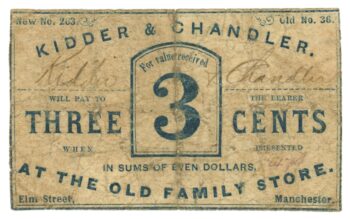 New No. 263. Old No. 36.
KIDDER & CHANDLER.
For value received
Kidder & Chandler
WILL PAY TO THE BEARER
THREE 3 CENTS
WHEN PRESENTED
IN SUMS OF EVEN DOLLARS,
AT THE OLD FAMILY STORE.
Elm Street, Manchester.